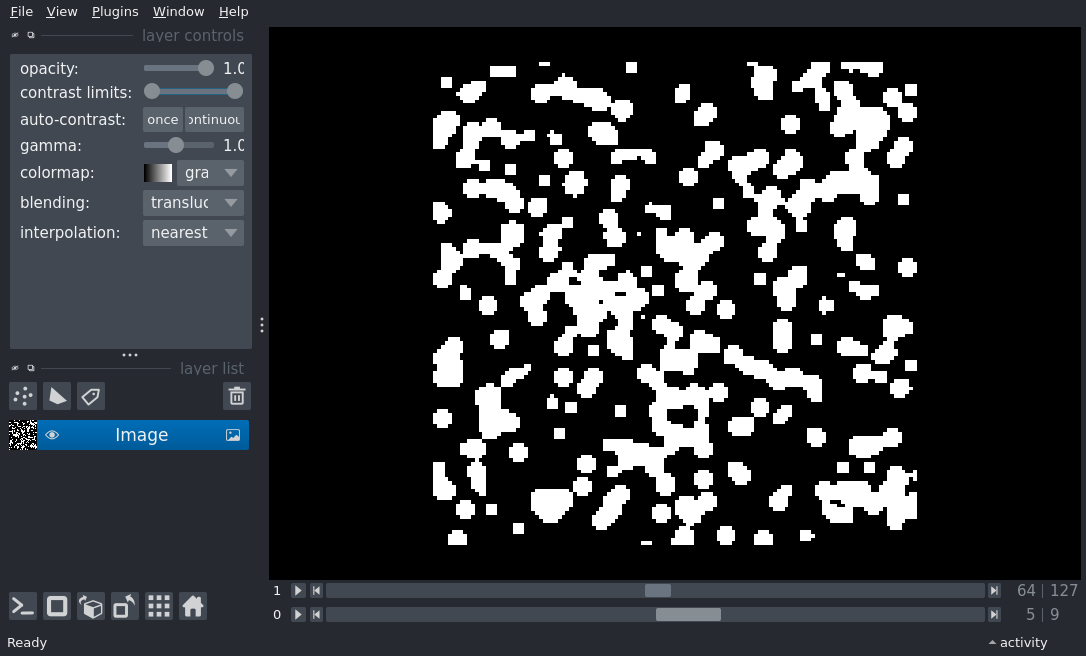 File View Plugins Window Help
layer controls
opacity: 1.0
contrast limits:
auto-contrast: once ontinuou
gamma: 1.0
colormap: gra
blending: transluc
interpolation: nearest
layer list
Image
1 64 | 127
0 5 | 9
Ready activity